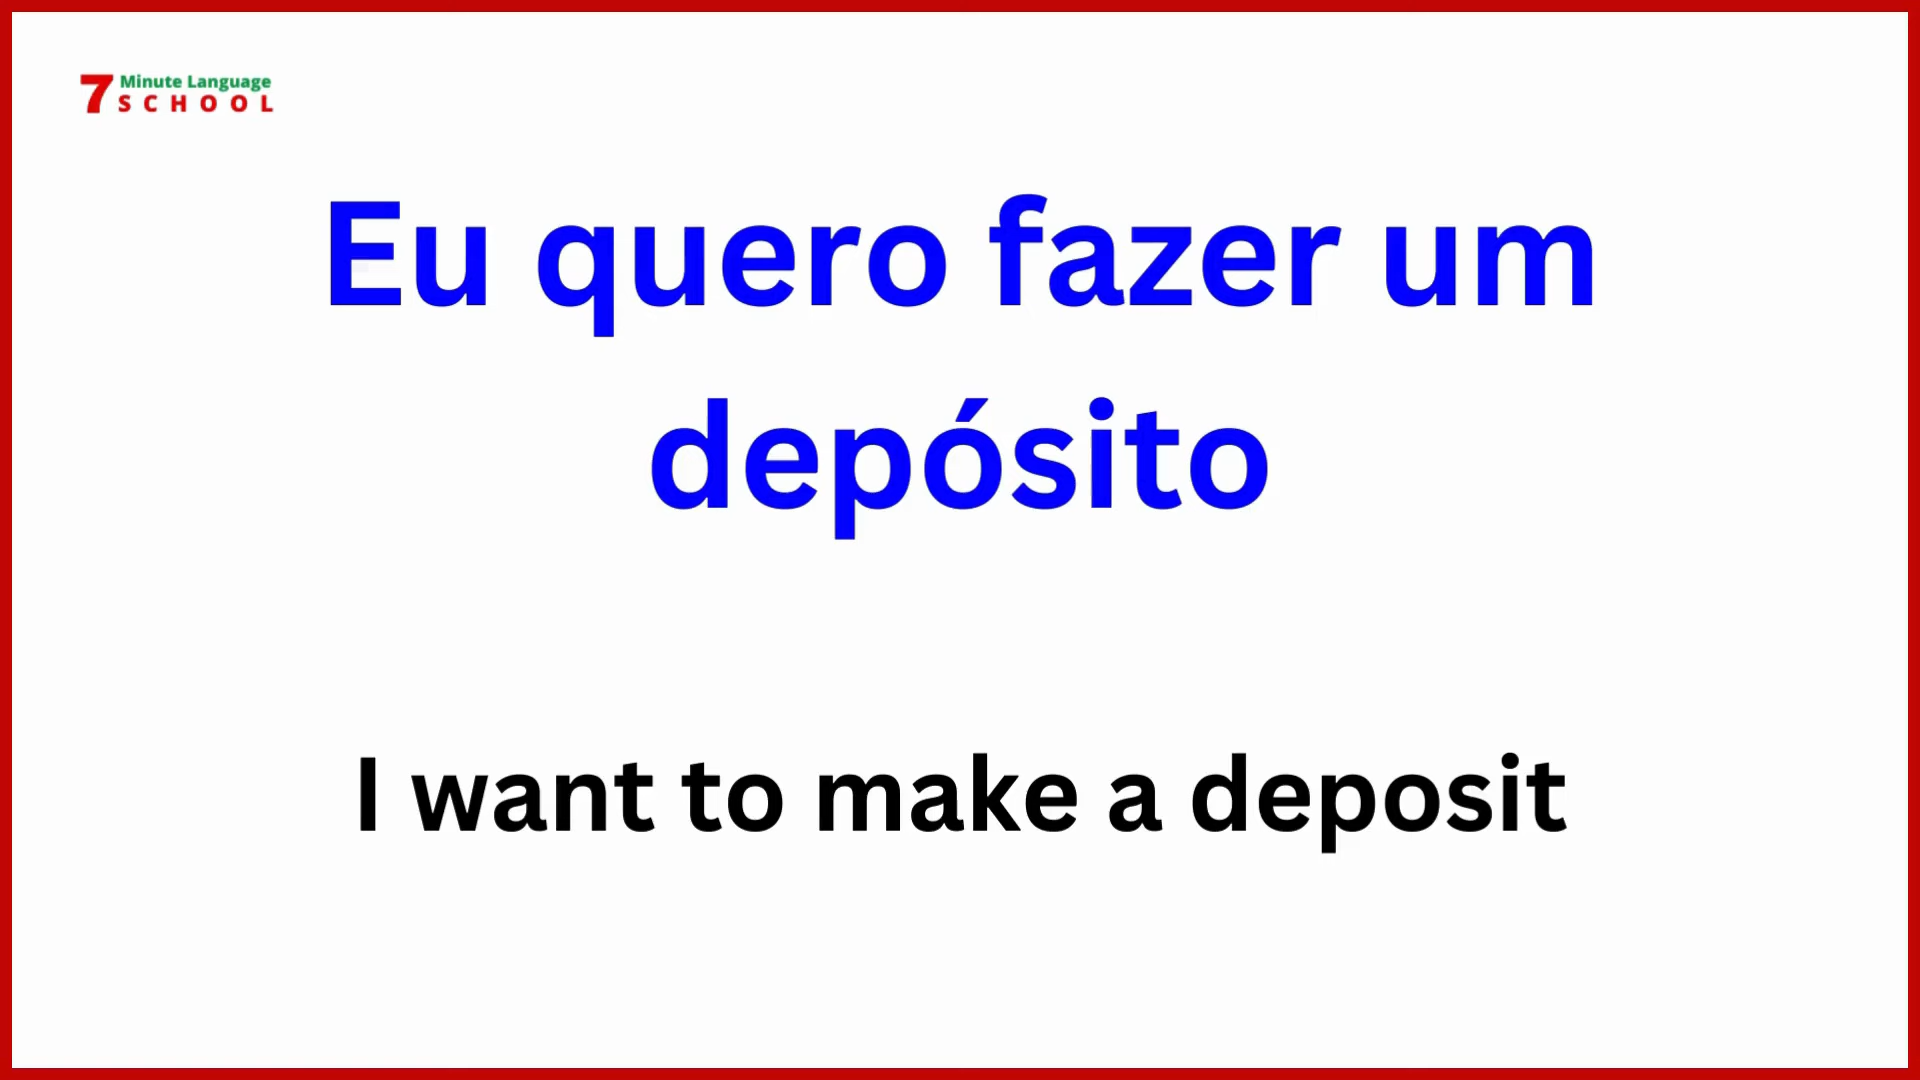 7 Minute Language
SCHOOL
Eu quero fazer um
depósito
I want to make a deposit